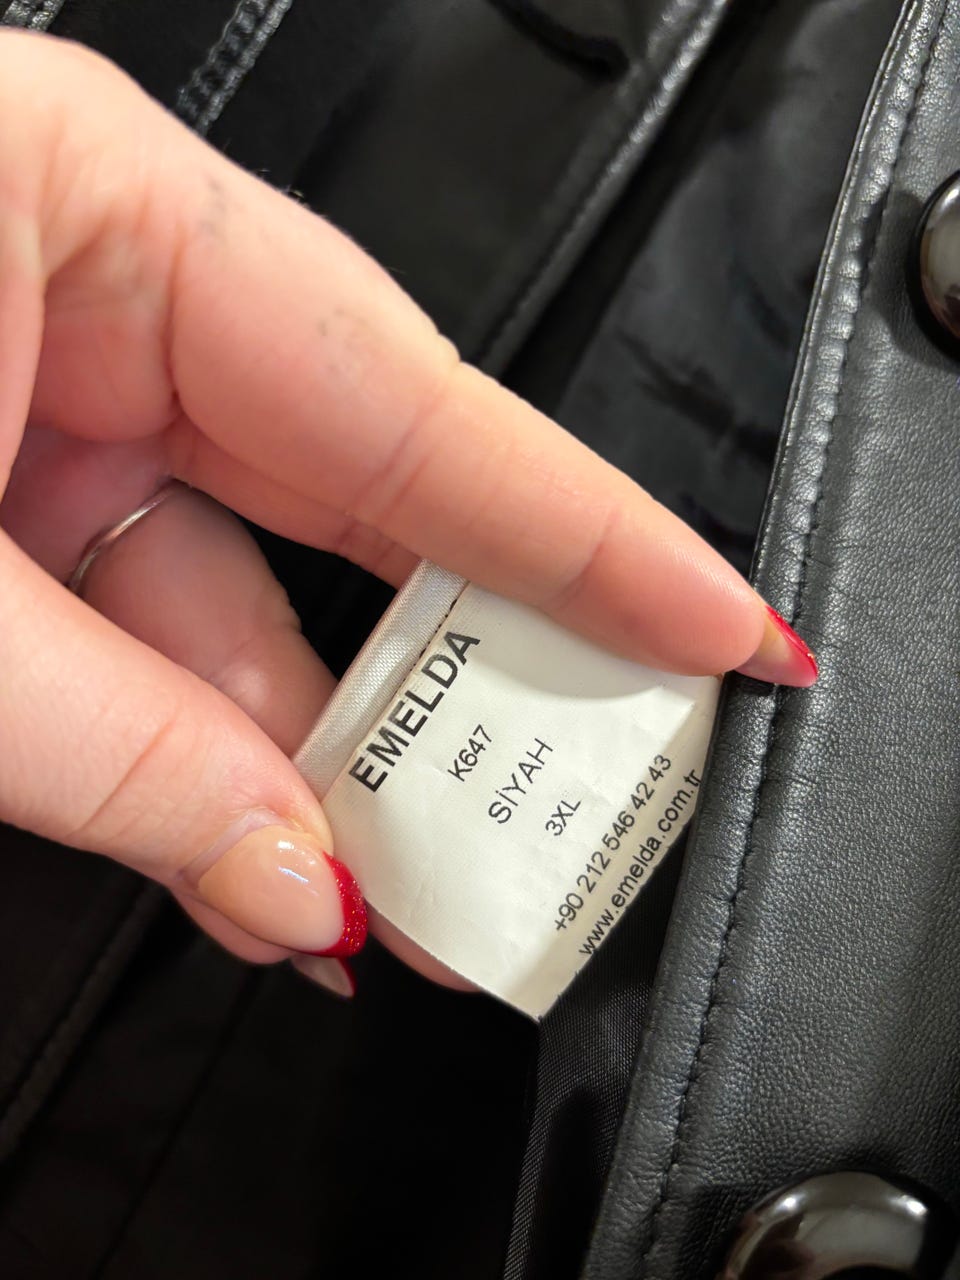 EMELDA
K647
SİYAH
3XL
+90 212 546 42 43
www.emelda.com.tr